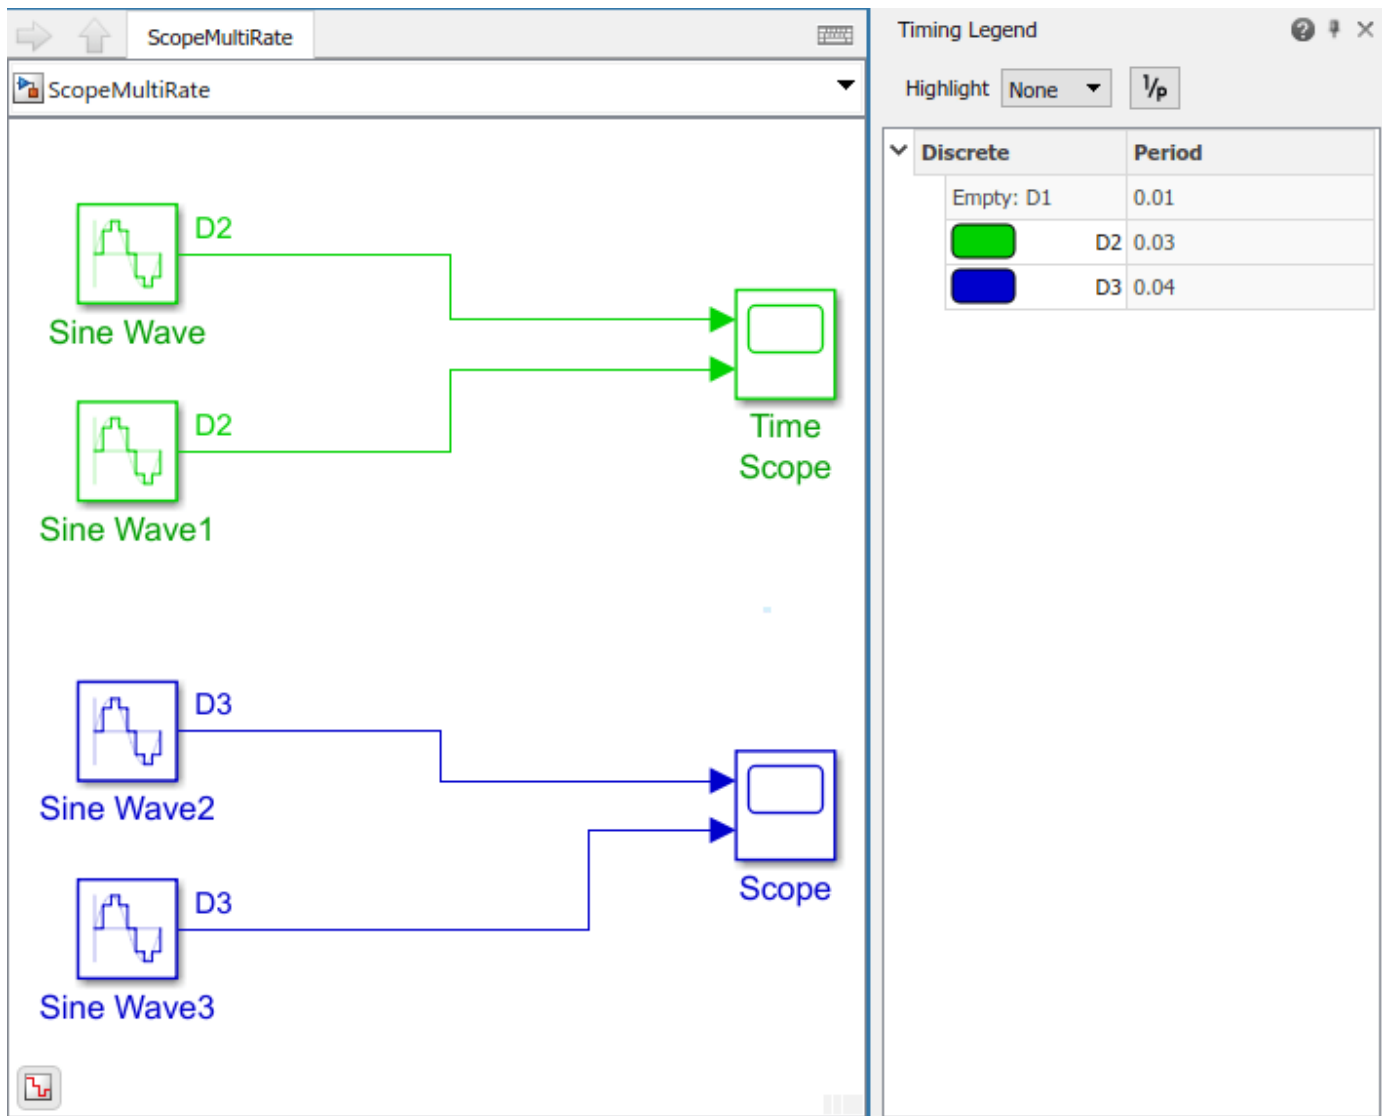 ScopeMultiRate
ScopeMultiRate
D2
Sine Wave
D2
Sine Wave1
Time
Scope
D3
Sine Wave2
D3
Sine Wave3
Scope
Timing Legend
Highlight None 1/p
Discrete Period
Empty: D1 0.01
D2 0.03
D3 0.04